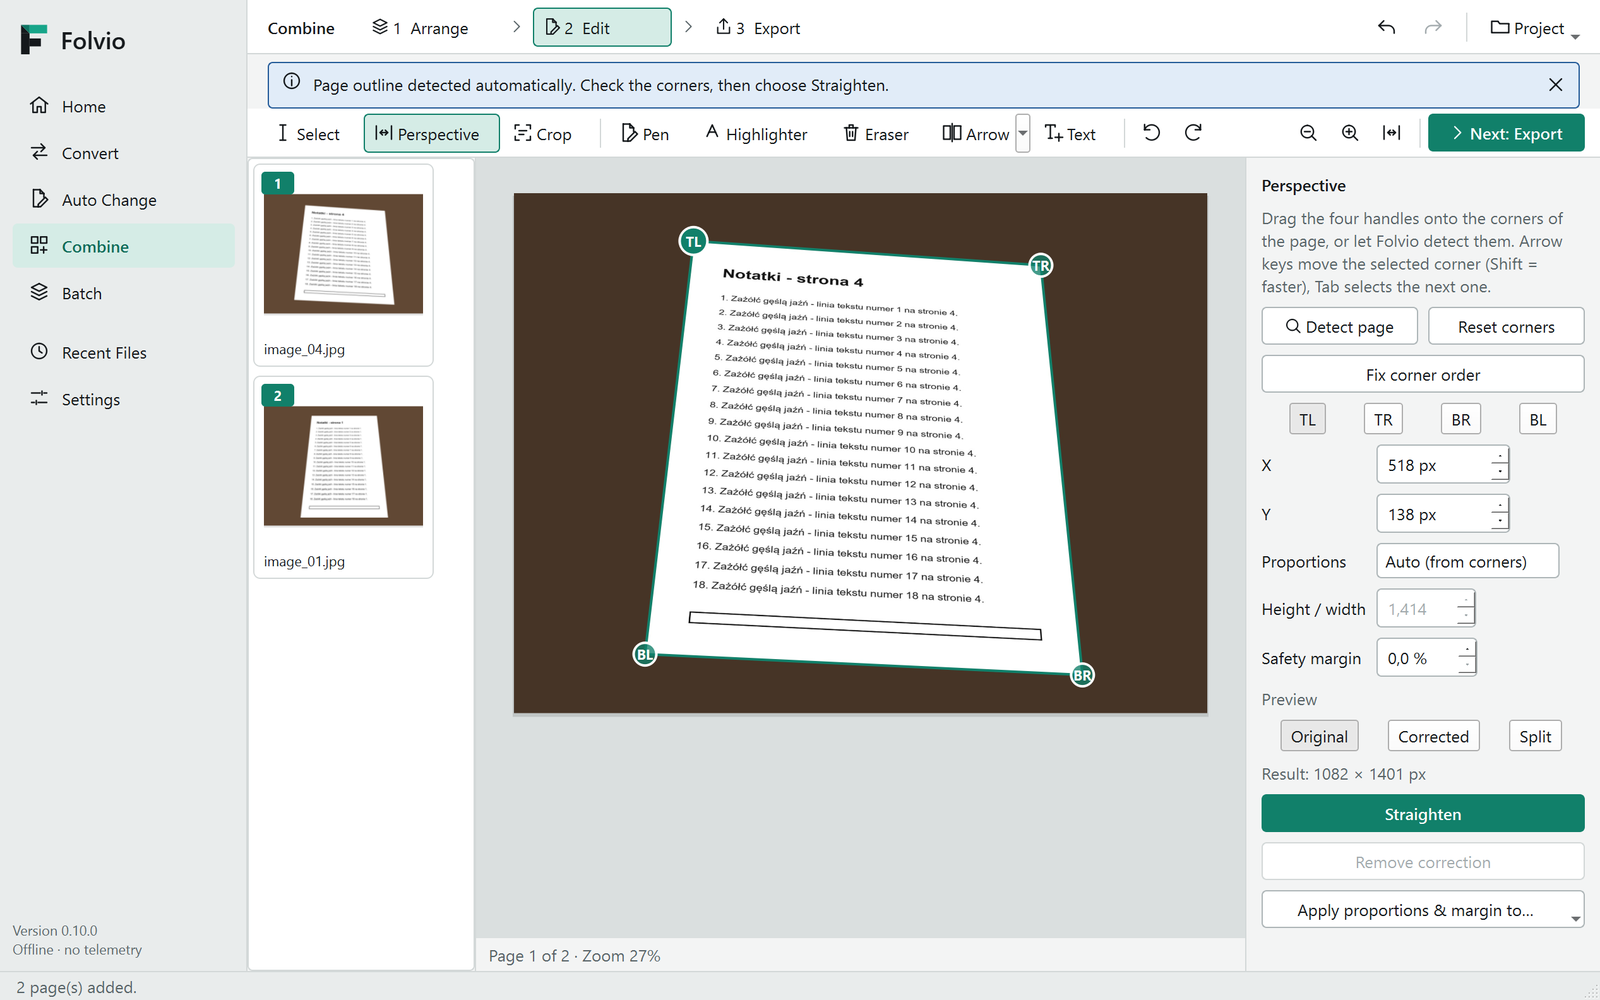 Folvio
Home
Convert
Auto Change
Combine
Batch
Recent Files
Settings
Version 0.10.0
Offline · no telemetry
2 page(s) added.
Combine
1 Arrange
2 Edit
3 Export
Project
Page outline detected automatically. Check the corners, then choose Straighten.
Select
Perspective
Crop
Pen
Highlighter
Eraser
Arrow
Text
Next: Export
1
Notatki - strona 4
image_04.jpg
2
Notatki - strona 1
image_01.jpg
TL
TR
Notatki - strona 4
1. Zażółć gęślą jaźń - linia tekstu numer 1 na stronie 4.
2. Zażółć gęślą jaźń - linia tekstu numer 2 na stronie 4.
3. Zażółć gęślą jaźń - linia tekstu numer 3 na stronie 4.
4. Zażółć gęślą jaźń - linia tekstu numer 4 na stronie 4.
5. Zażółć gęślą jaźń - linia tekstu numer 5 na stronie 4.
6. Zażółć gęślą jaźń - linia tekstu numer 6 na stronie 4.
7. Zażółć gęślą jaźń - linia tekstu numer 7 na stronie 4.
8. Zażółć gęślą jaźń - linia tekstu numer 8 na stronie 4.
9. Zażółć gęślą jaźń - linia tekstu numer 9 na stronie 4.
10. Zażółć gęślą jaźń - linia tekstu numer 10 na stronie 4.
11. Zażółć gęślą jaźń - linia tekstu numer 11 na stronie 4.
12. Zażółć gęślą jaźń - linia tekstu numer 12 na stronie 4.
13. Zażółć gęślą jaźń - linia tekstu numer 13 na stronie 4.
14. Zażółć gęślą jaźń - linia tekstu numer 14 na stronie 4.
15. Zażółć gęślą jaźń - linia tekstu numer 15 na stronie 4.
16. Zażółć gęślą jaźń - linia tekstu numer 16 na stronie 4.
17. Zażółć gęślą jaźń - linia tekstu numer 17 na stronie 4.
18. Zażółć gęślą jaźń - linia tekstu numer 18 na stronie 4.
BL
BR
Page 1 of 2 · Zoom 27%
Perspective
Drag the four handles onto the corners of
the page, or let Folvio detect them. Arrow
keys move the selected corner (Shift =
faster), Tab selects the next one.
Detect page
Reset corners
Fix corner order
TL TR BR BL
X 518 px
Y 138 px
Proportions Auto (from corners)
Height / width 1,414
Safety margin 0,0 %
Preview
Original Corrected Split
Result: 1082 × 1401 px
Straighten
Remove correction
Apply proportions & margin to...